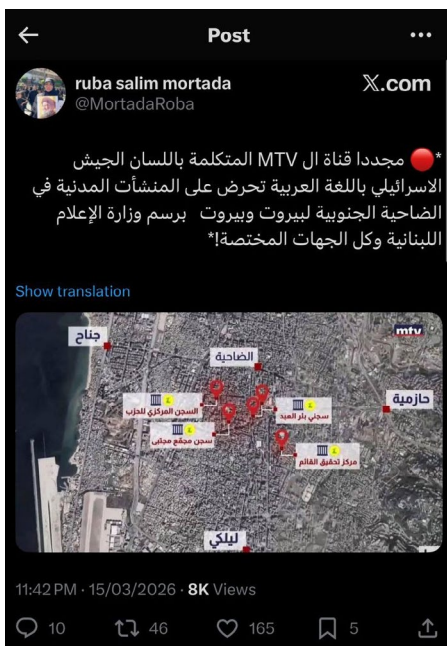 Post
ruba salim mortada
@MortadaRoba
X.com
*🔴 مجددا قناة ال MTV المتكلمة باللسان الجيش
الاسرائيلي باللغة العربية تحرض على المنشأت المدنية في
الضاحية الجنوبية لبيروت وبيروت برسم وزارة الإعلام
اللبنانية وكل الجهات المختصة!*
Show translation
mtv
جناح
الضاحية
حازمية
السجن المركزي للحزب
سجني بئر العبد
سجن مجمّع مجتبى
مركز تحقيق القائم
ليلكي
11:42 PM · 15/03/2026 · 8K Views
10 46 165 5